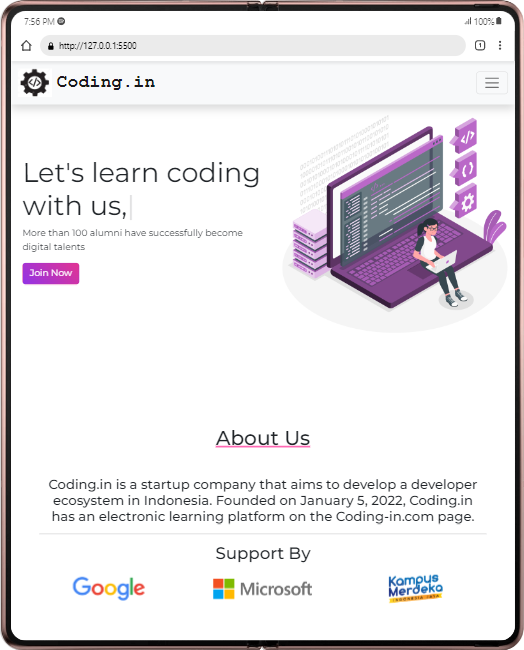 7:56 PM
100%
http://127.0.0.1:5500
1
Coding.in
Let's learn coding
with us,
More than 100 alumni have successfully become
digital talents
Join Now
About Us
Coding.in is a startup company that aims to develop a developer
ecosystem in Indonesia. Founded on January 5, 2022, Coding.in
has an electronic learning platform on the Coding-in.com page.
Support By
Google
Microsoft
Kampus
Merdeka
INDONESIA JAYA